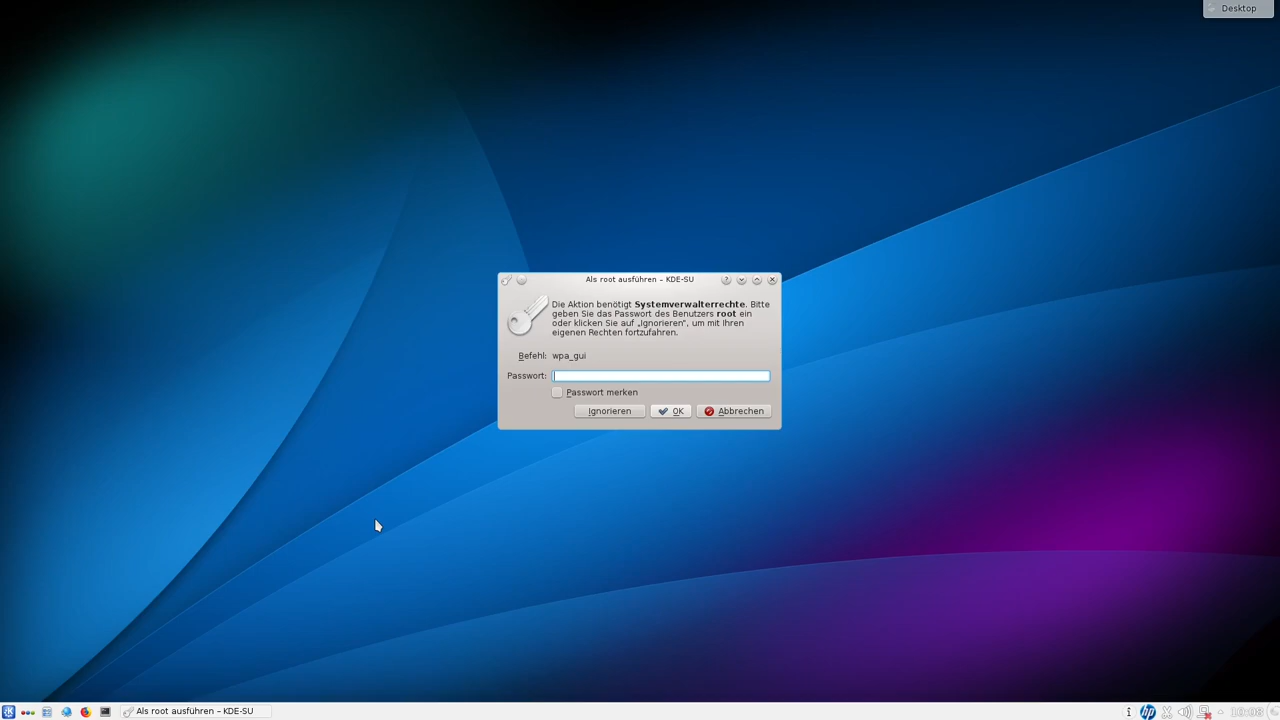 Desktop
Als root ausführen – KDE-SU
Die Aktion benötigt Systemverwalterrechte. Bitte
geben Sie das Passwort des Benutzers root ein
oder klicken Sie auf „Ignorieren“, um mit Ihren
eigenen Rechten fortzufahren.
Befehl: wpa_gui
Passwort:
Passwort merken
Ignorieren OK Abbrechen
Als root ausführen – KDE-SU
hp